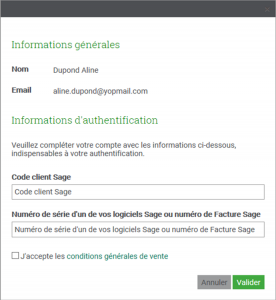 Informations générales
Nom Dupond Aline
Email aline.dupond@yopmail.com
Informations d'authentification
Veuillez compléter votre compte avec les informations ci-dessous,
indispensables à votre authentification.
Code client Sage
Code client Sage
Numéro de série d'un de vos logiciels Sage ou numéro de Facture Sage
Numéro de série d'un de vos logiciels Sage ou numéro de Facture Sage
J'accepte les conditions générales de vente
Annuler Valider